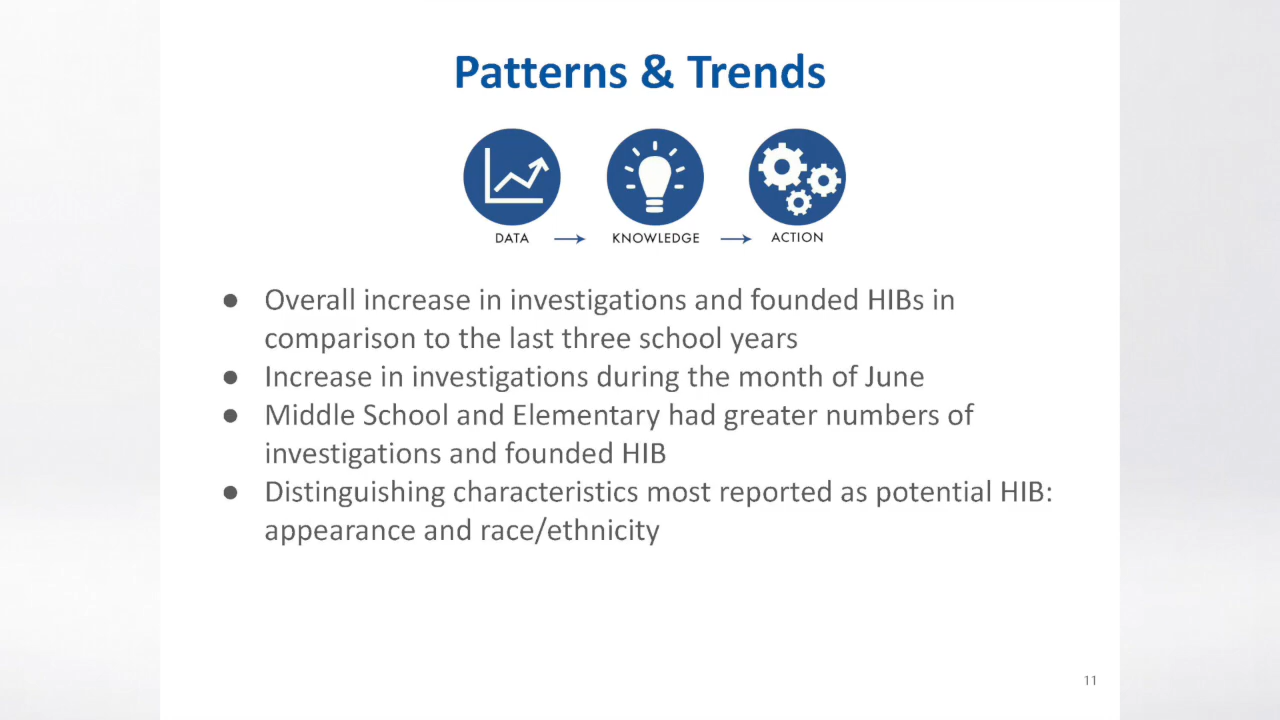 Patterns & Trends
DATA → KNOWLEDGE → ACTION
● Overall increase in investigations and founded HIBs in
comparison to the last three school years
● Increase in investigations during the month of June
● Middle School and Elementary had greater numbers of
investigations and founded HIB
● Distinguishing characteristics most reported as potential HIB:
appearance and race/ethnicity
11